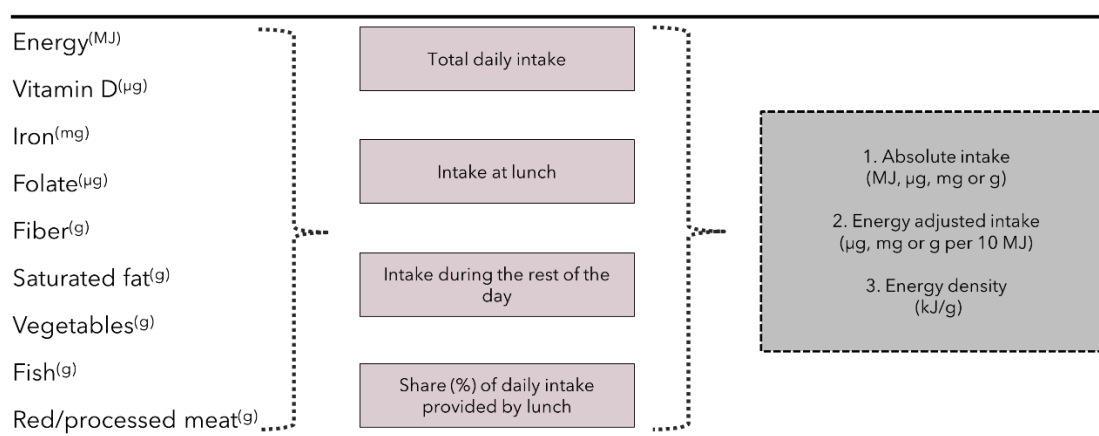 Energy(MJ)
Vitamin D(µg)
Iron(mg)
Folate(µg)
Fiber(g)
Saturated fat(g)
Vegetables(g)
Fish(g)
Red/processed meat(g)
Total daily intake
Intake at lunch
Intake during the rest of the
day
Share (%) of daily intake
provided by lunch
1. Absolute intake
(MJ, µg, mg or g)
2. Energy adjusted intake
(µg, mg or g per 10 MJ)
3. Energy density
(kJ/g)